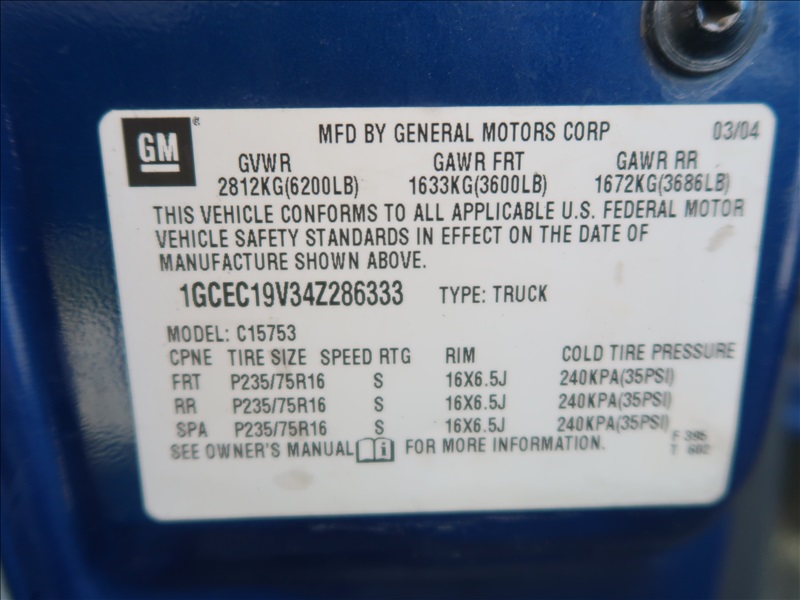 GM ® MFD BY GENERAL MOTORS CORP 03/04
GVWR GAWR FRT GAWR RR
2812KG(6200LB) 1633KG(3600LB) 1672KG(3686LB)
THIS VEHICLE CONFORMS TO ALL APPLICABLE U.S. FEDERAL MOTOR
VEHICLE SAFETY STANDARDS IN EFFECT ON THE DATE OF
MANUFACTURE SHOWN ABOVE.
1GCEC19V34Z286333 TYPE: TRUCK
MODEL: C15753
CPNE TIRE SIZE SPEED RTG RIM COLD TIRE PRESSURE
FRT P235/75R16 S 16X6.5J 240KPA(35PSI)
RR P235/75R16 S 16X6.5J 240KPA(35PSI)
SPA P235/75R16 S 16X6.5J 240KPA(35PSI)
SEE OWNER'S MANUAL i FOR MORE INFORMATION.
F 395
T 602